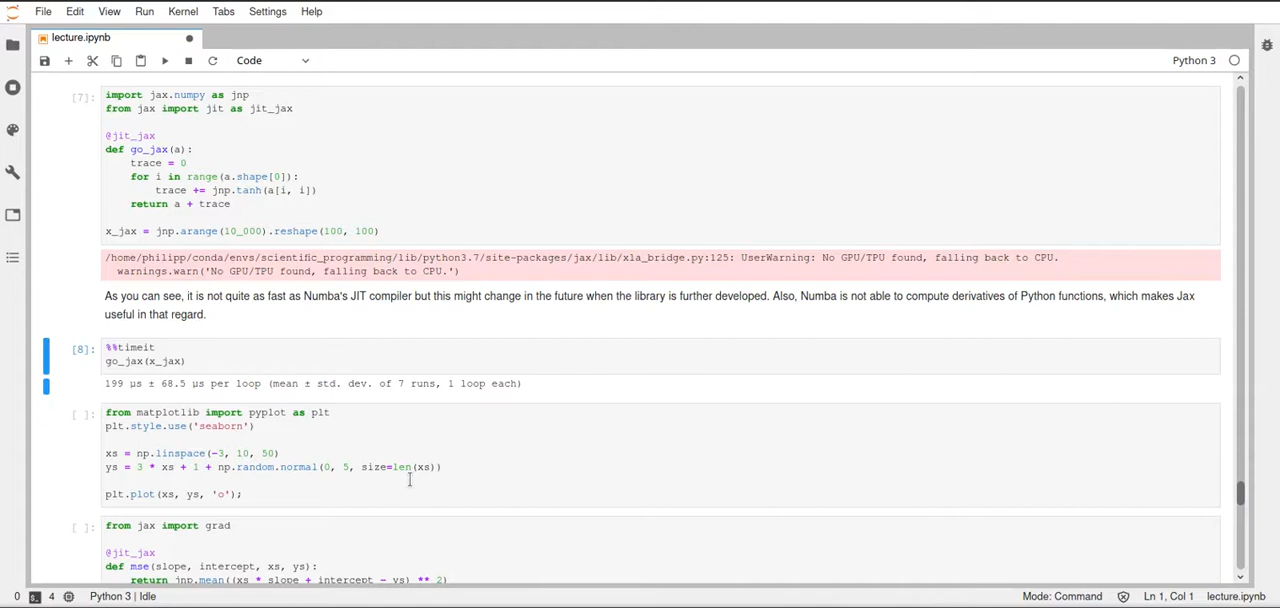 File Edit View Run Kernel Tabs Settings Help
lecture.ipynb
Code
Python 3
[7]:
import jax.numpy as jnp
from jax import jit as jit_jax
@jit_jax
def go_jax(a):
    trace = 0
    for i in range(a.shape[0]):
        trace += jnp.tanh(a[i, i])
    return a + trace
x_jax = jnp.arange(10_000).reshape(100, 100)
/home/philipp/conda/envs/scientific_programming/lib/python3.7/site-packages/jax/lib/xla_bridge.py:125: UserWarning: No GPU/TPU found, falling back to CPU.
  warnings.warn('No GPU/TPU found, falling back to CPU.')
As you can see, it is not quite as fast as Numba's JIT compiler but this might change in the future when the library is further developed. Also, Numba is not able to compute derivatives of Python functions, which makes Jax
useful in that regard.
[8]:
%%timeit
go_jax(x_jax)
199 µs ± 68.5 µs per loop (mean ± std. dev. of 7 runs, 1 loop each)
[ ]:
from matplotlib import pyplot as plt
plt.style.use('seaborn')
xs = np.linspace(-3, 10, 50)
ys = 3 * xs + 1 + np.random.normal(0, 5, size=len(xs))
plt.plot(xs, ys, 'o');
[ ]:
from jax import grad
@jit_jax
def mse(slope, intercept, xs, ys):
    return jnp.mean((xs * slope + intercept - ys) ** 2)
0 4 Python 3 | Idle Mode: Command Ln 1, Col 1 lecture.ipynb